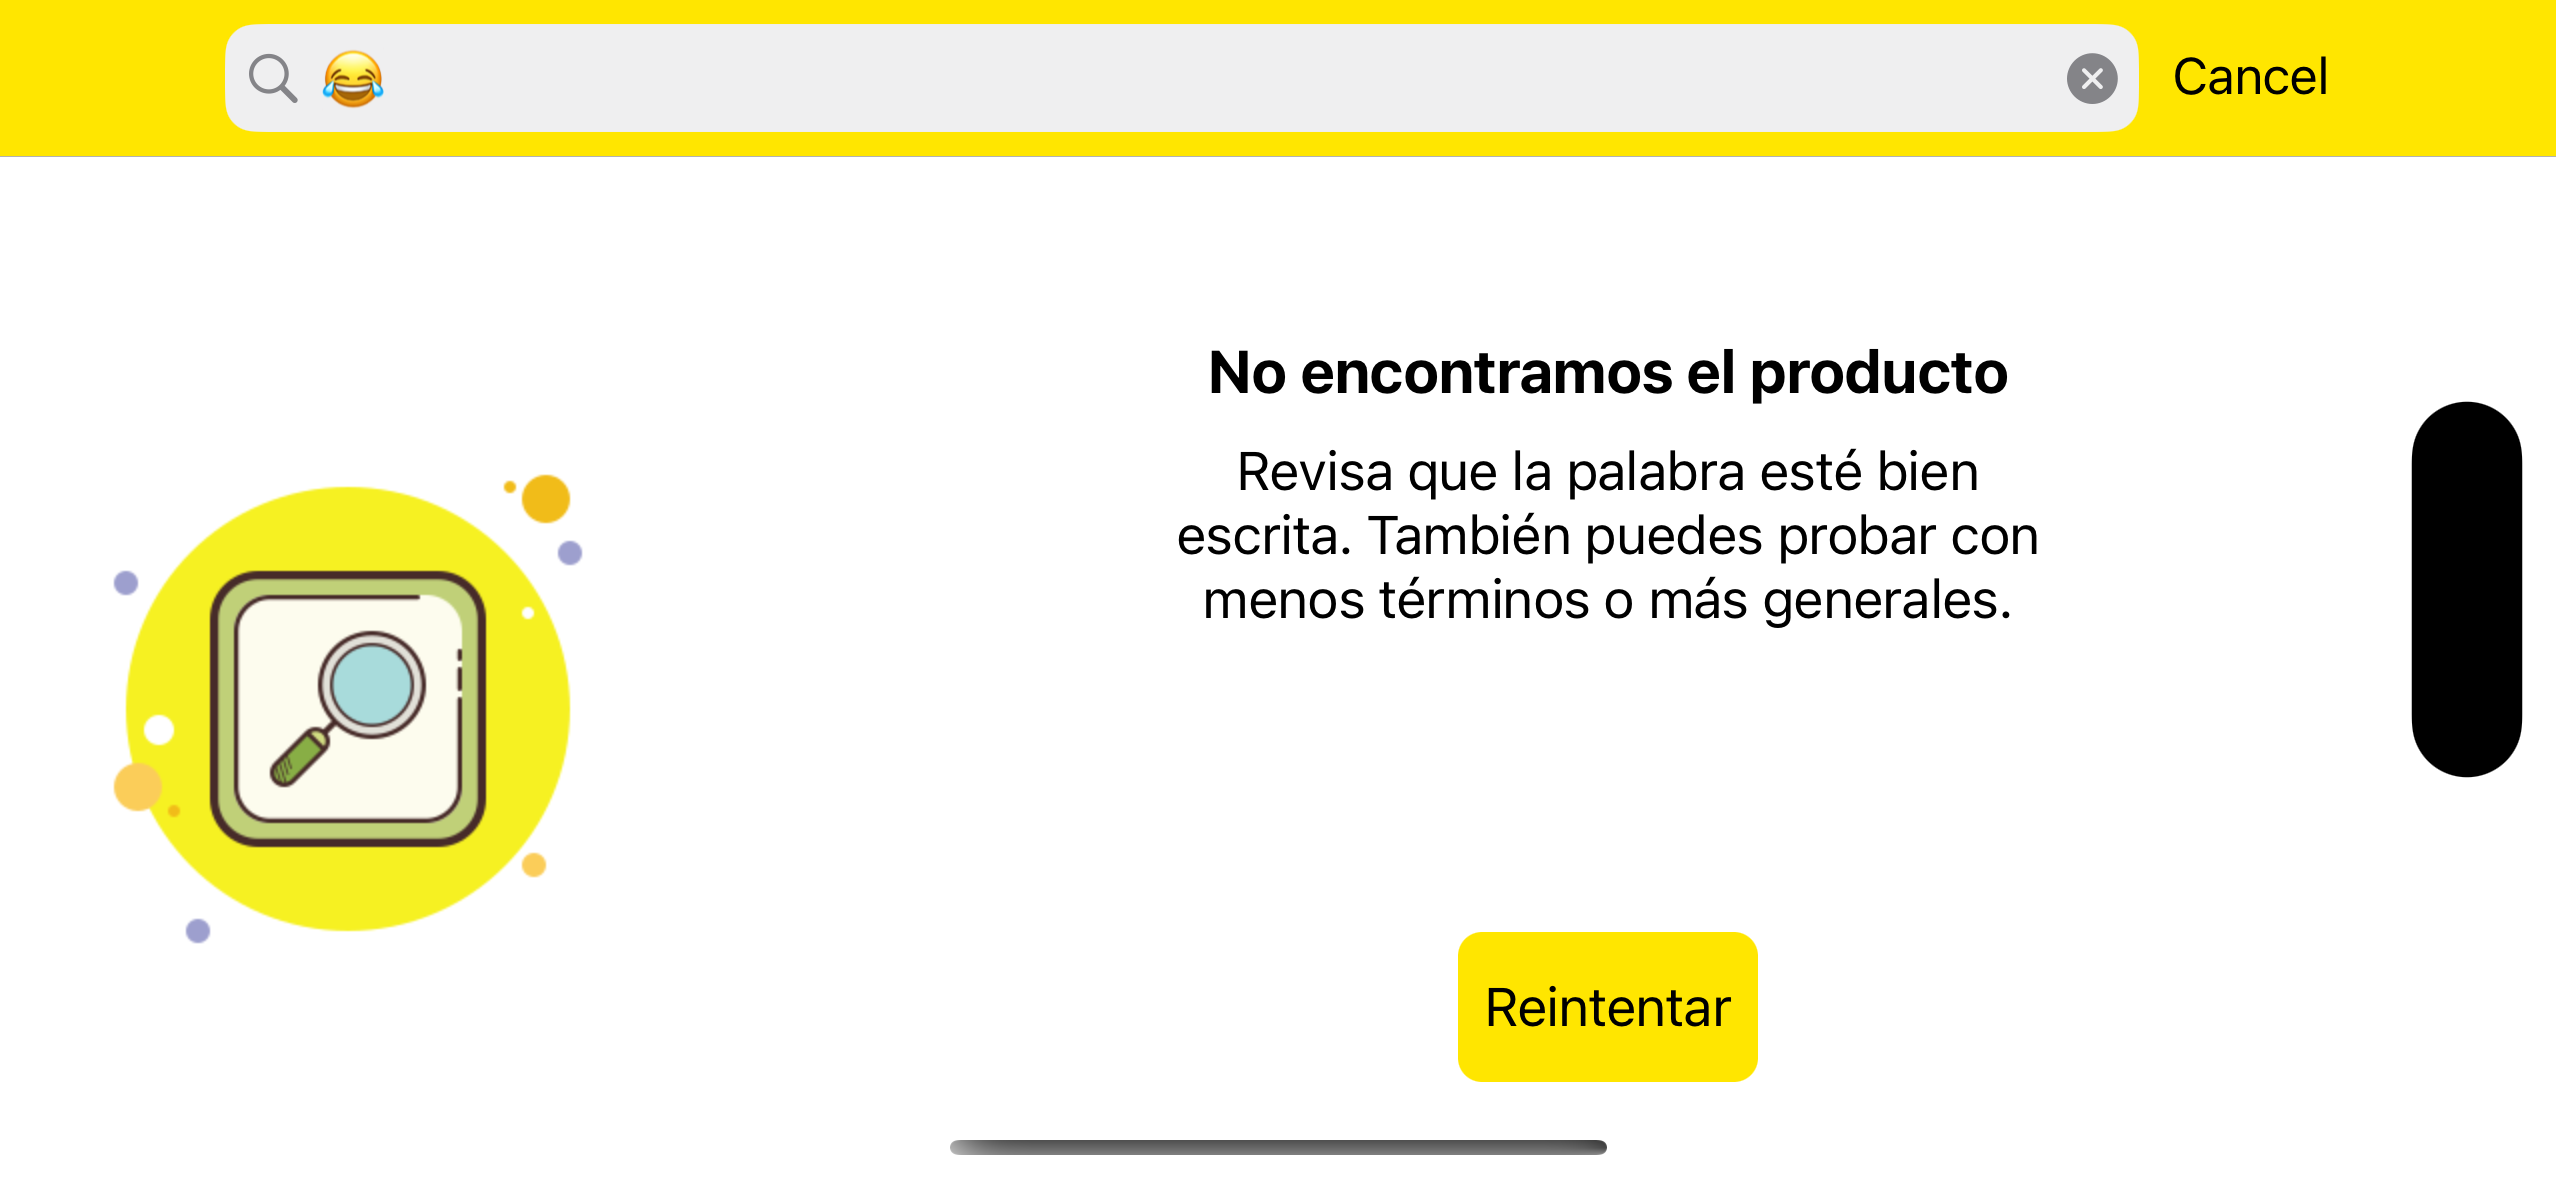 😂
Cancel
No encontramos el producto
Revisa que la palabra esté bien
escrita. También puedes probar con
menos términos o más generales.
Reintentar